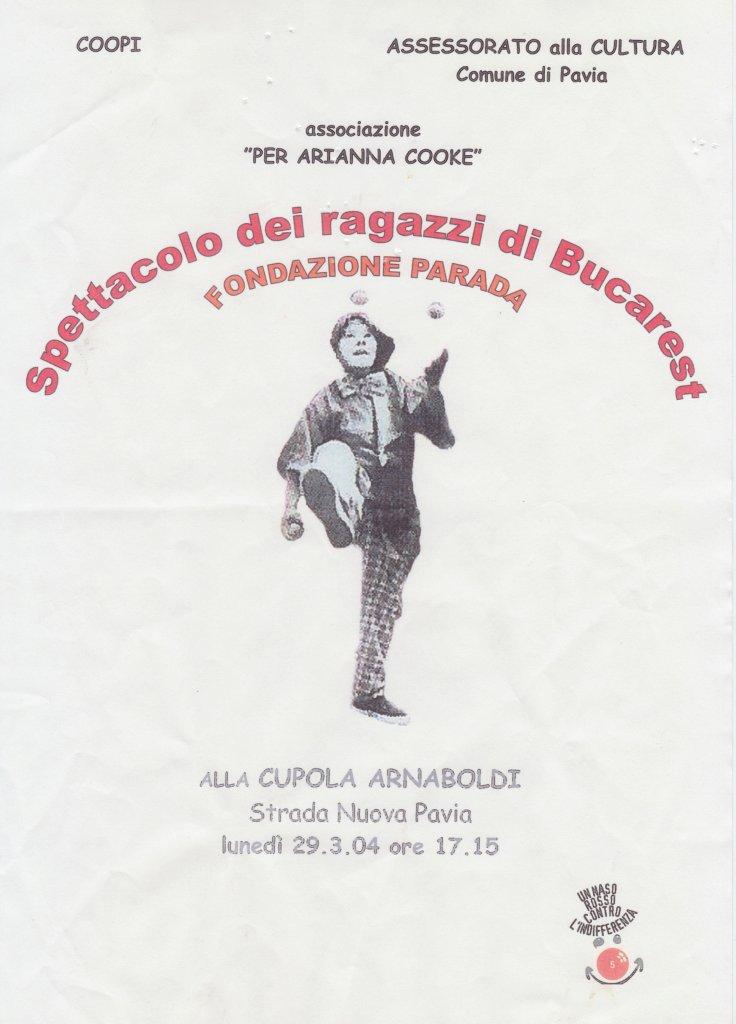 COOPI
ASSESSORATO alla CULTURA
Comune di Pavia
associazione
"PER ARIANNA COOKE"
Spettacolo dei ragazzi di Bucarest
FONDAZIONE PARADA
ALLA CUPOLA ARNABOLDI
Strada Nuova Pavia
lunedì 29.3.04 ore 17.15
UN NASO
ROSSO
CONTRO
L'INDIFFERENZA
5